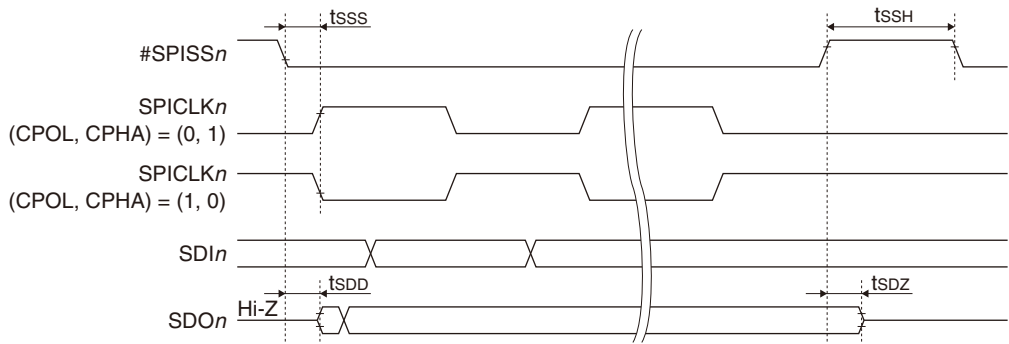 tSSS
tSSH
#SPISSn
SPICLKn
(CPOL, CPHA) = (0, 1)
SPICLKn
(CPOL, CPHA) = (1, 0)
SDIn
tSDD
tSDZ
Hi-Z
SDOn